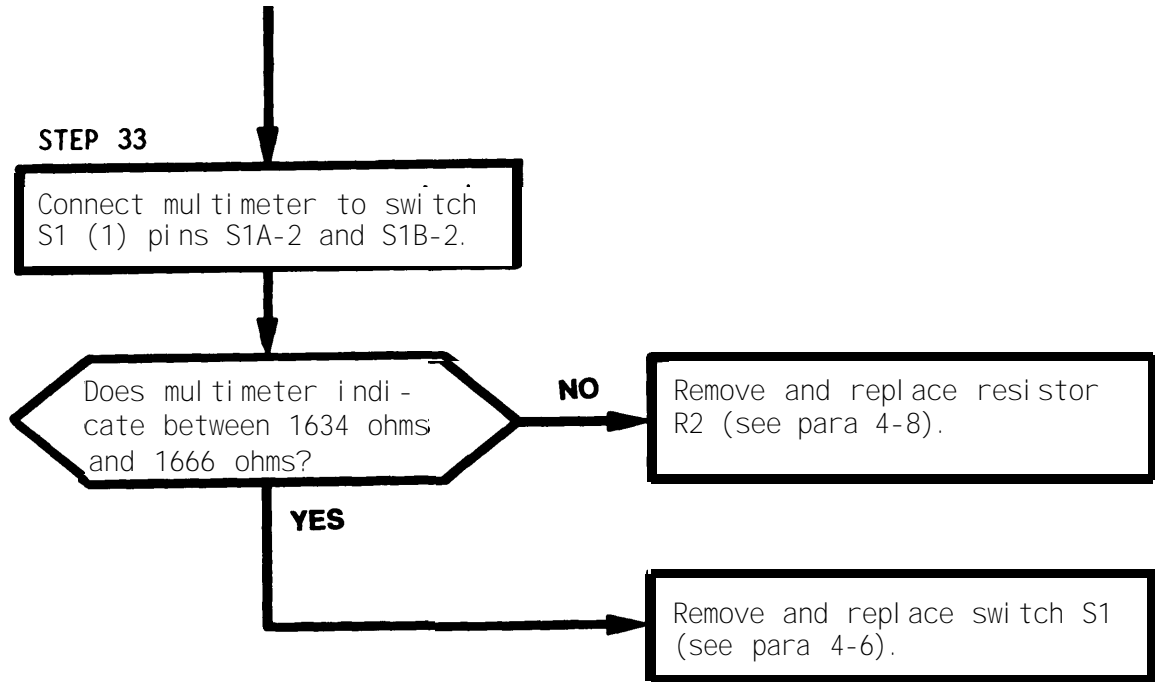 STEP 33
Connect multimeter to switch
S1 (1) pins S1A-2 and S1B-2.
Does multimeter indi-
cate between 1634 ohms
and 1666 ohms?
NO
Remove and replace resistor
R2 (see para 4-8).
YES
Remove and replace switch S1
(see para 4-6).